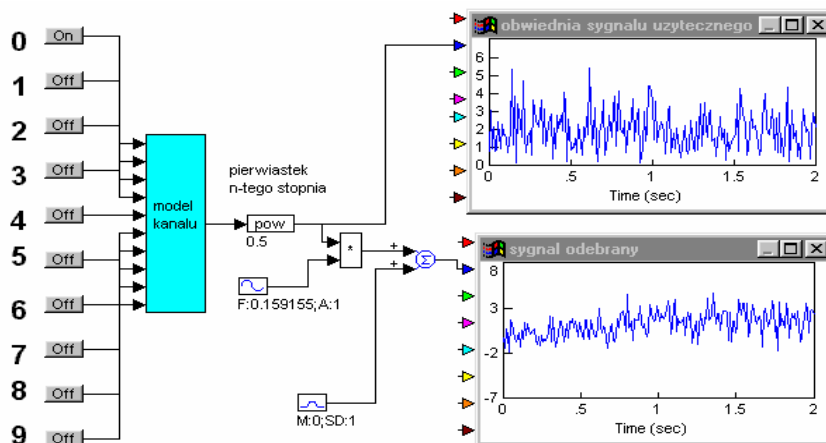 0 On
1 Off
2 Off
3 Off
4 Off
5 Off
6 Off
7 Off
8 Off
9 Off
model
kanalu
pierwiastek
n-tego stopnia
pow
0.5
*
F:0.159155;A:1
+
+
Σ
M:0;SD:1
obwiednia sygnalu uzytecznego
6
5
4
3
2
1
0
0 .5 1 1.5 2
Time (sec)
sygnal odebrany
8
3
-2
-7
0 .5 1 1.5 2
Time (sec)